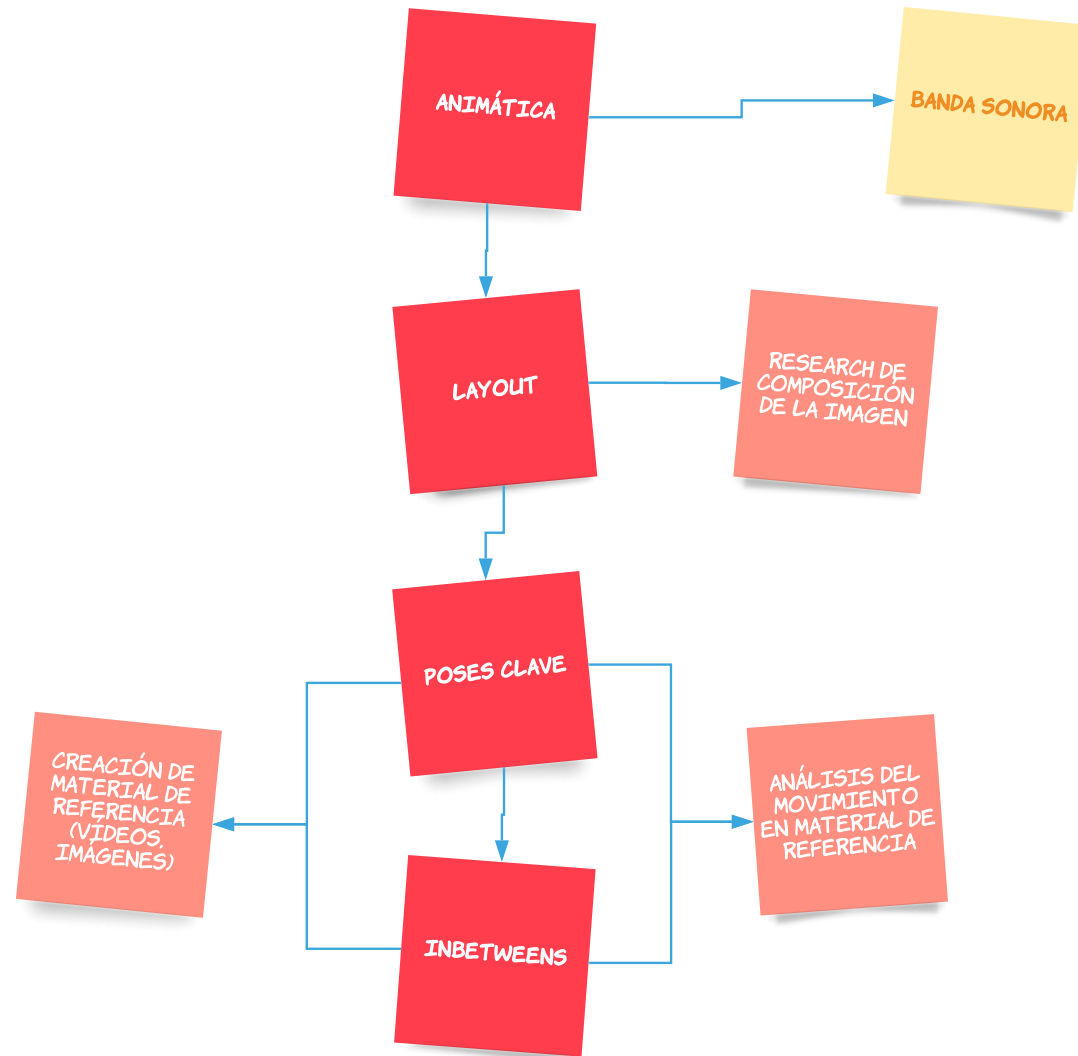 ANIMÁTICA
BANDA SONORA
LAYOUT
RESEARCH DE
COMPOSICIÓN
DE LA IMAGEN
POSES CLAVE
CREACIÓN DE
MATERIAL DE
REFERENCIA
(VÍDEOS,
IMÁGENES)
ANÁLISIS DEL
MOVIMIENTO
EN MATERIAL DE
REFERENCIA
INBETWEENS